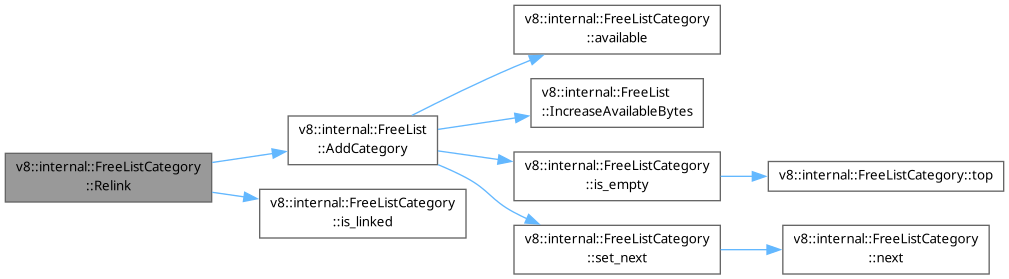 v8::internal::FreeListCategory
::Relink
v8::internal::FreeList
::AddCategory
v8::internal::FreeListCategory
::is_linked
v8::internal::FreeListCategory
::available
v8::internal::FreeList
::IncreaseAvailableBytes
v8::internal::FreeListCategory
::is_empty
v8::internal::FreeListCategory
::set_next
v8::internal::FreeListCategory::top
v8::internal::FreeListCategory
::next